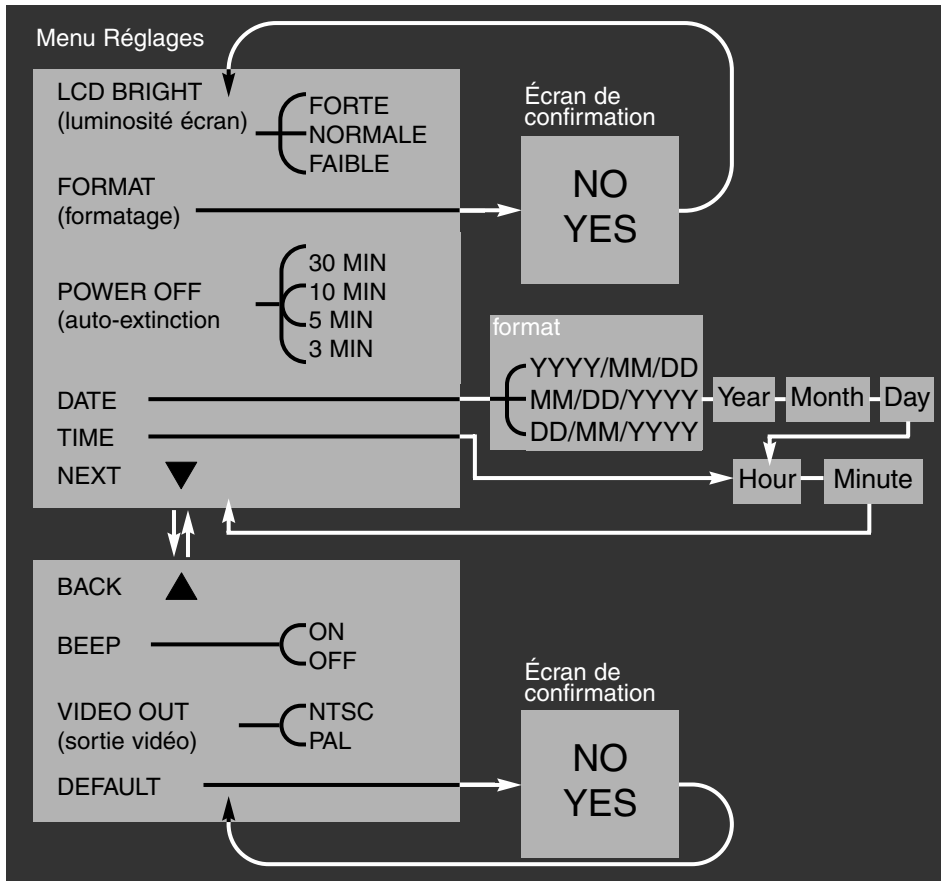 Menu Réglages
LCD BRIGHT
(luminosité écran)
FORTE
NORMALE
FAIBLE
FORMAT
(formatage)
Écran de
confirmation
NO
YES
POWER OFF
(auto-extinction
30 MIN
10 MIN
5 MIN
3 MIN
DATE
format
YYYY/MM/DD
MM/DD/YYYY
DD/MM/YYYY
Year
Month
Day
TIME
Hour
Minute
NEXT
BACK
BEEP
ON
OFF
VIDEO OUT
(sortie vidéo)
NTSC
PAL
DEFAULT
Écran de
confirmation
NO
YES